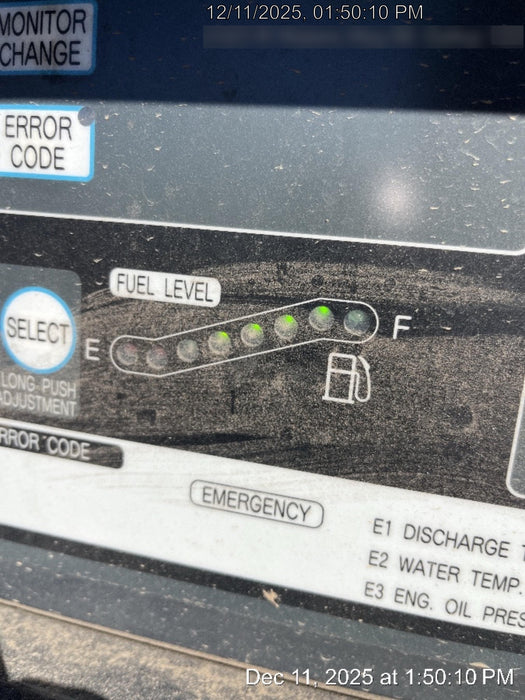 12/11/2025, 01:50:10 PM
MONITOR
CHANGE
ERROR
CODE
FUEL LEVEL
SELECT
E
F
LONG PUSH
ADJUSTMENT
ERROR CODE
EMERGENCY
E1 DISCHARGE
E2 WATER TEMP.
E3 ENG. OIL PRES
Dec 11, 2025 at 1:50:10 PM